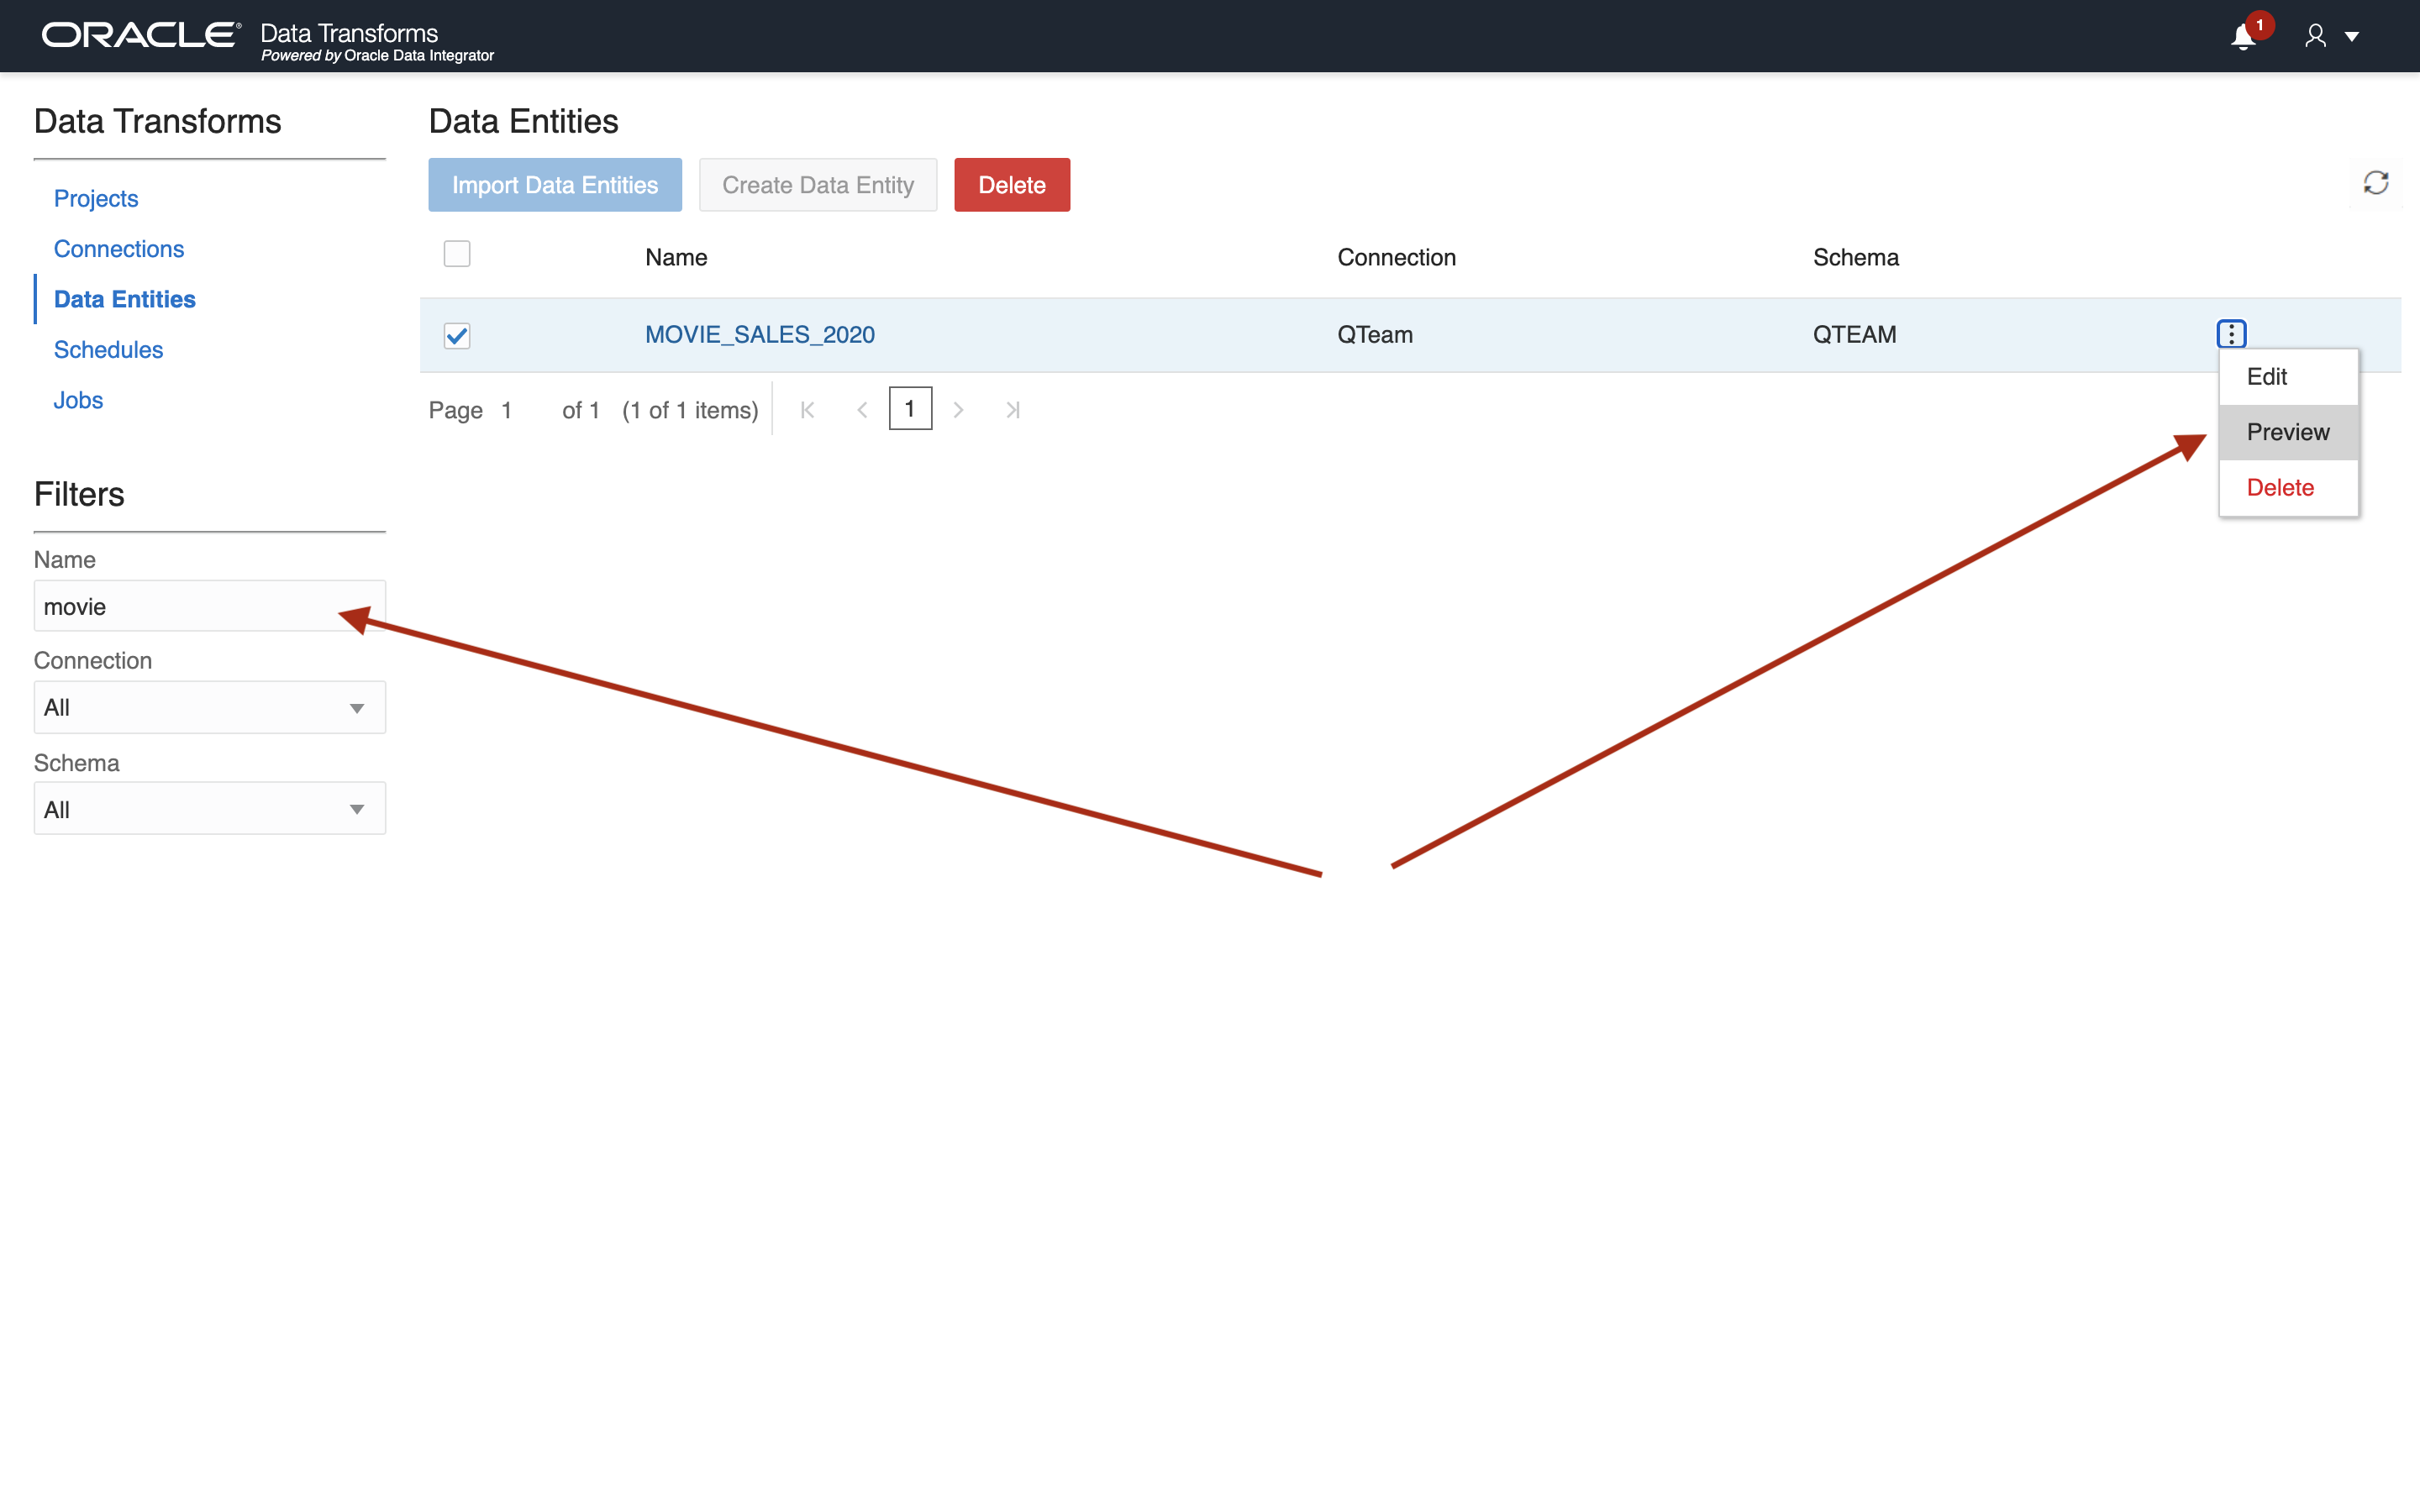 ORACLE® Data Transforms
Powered by Oracle Data Integrator
1
Data Transforms
Projects
Connections
Data Entities
Schedules
Jobs
Filters
Name
movie
Connection
All
Schema
All
Data Entities
Import Data Entities Create Data Entity Delete
Name Connection Schema
MOVIE_SALES_2020 QTeam QTEAM
Page 1 of 1 (1 of 1 items) 1
Edit
Preview
Delete